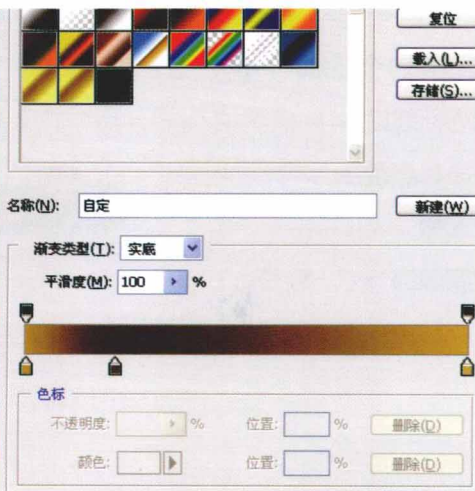 复位
载入(L)...
存储(S)...
名称(N): 自定 新建(W)
渐变类型(T): 实底
平滑度(M): 100 %
色标
不透明度: % 位置: % 删除(D)
颜色: 位置: % 删除(D)